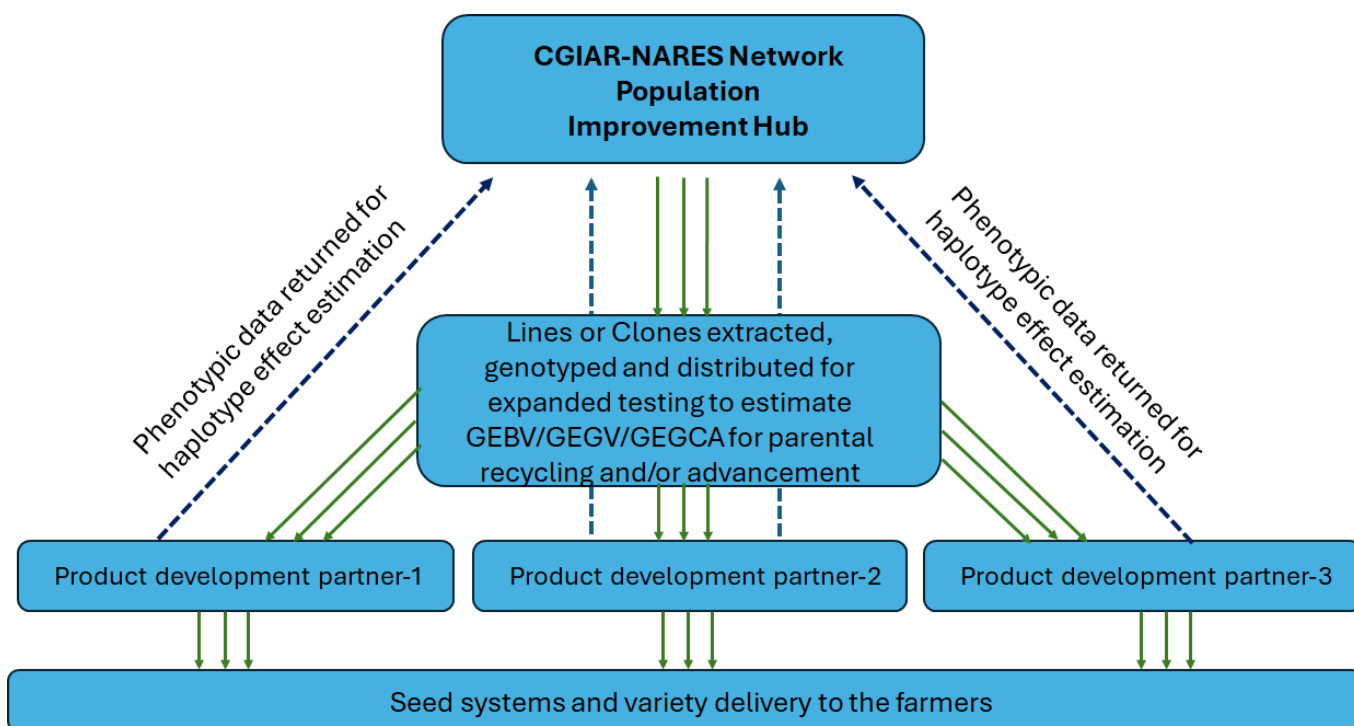 CGIAR-NARES Network
Population
Improvement Hub
Phenotypic data returned for
haplotype effect estimation
Phenotypic data returned for
haplotype effect estimation
Lines or Clones extracted,
genotyped and distributed for
expanded testing to estimate
GEBV/GEGV/GEGCA for parental
recycling and/or advancement
Product development partner-1
Product development partner-2
Product development partner-3
Seed systems and variety delivery to the farmers